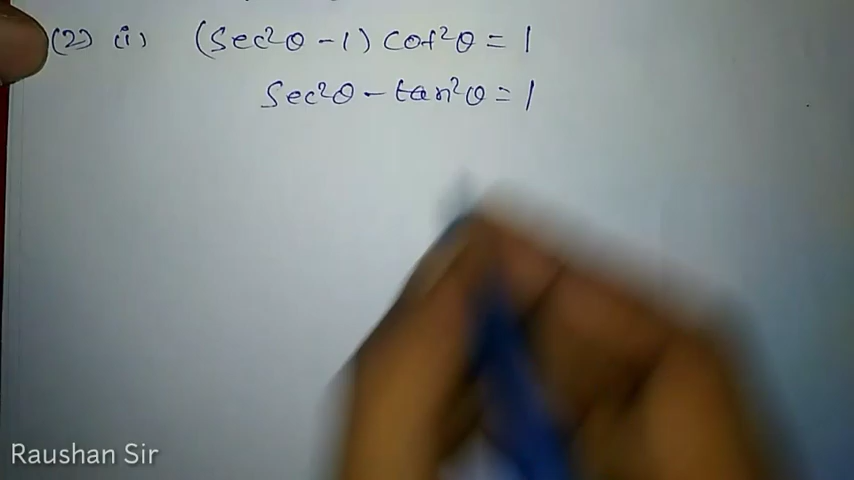 (2) (i) (Sec²θ - 1) Cot²θ = 1
Sec²θ - tan²θ = 1
Raushan Sir